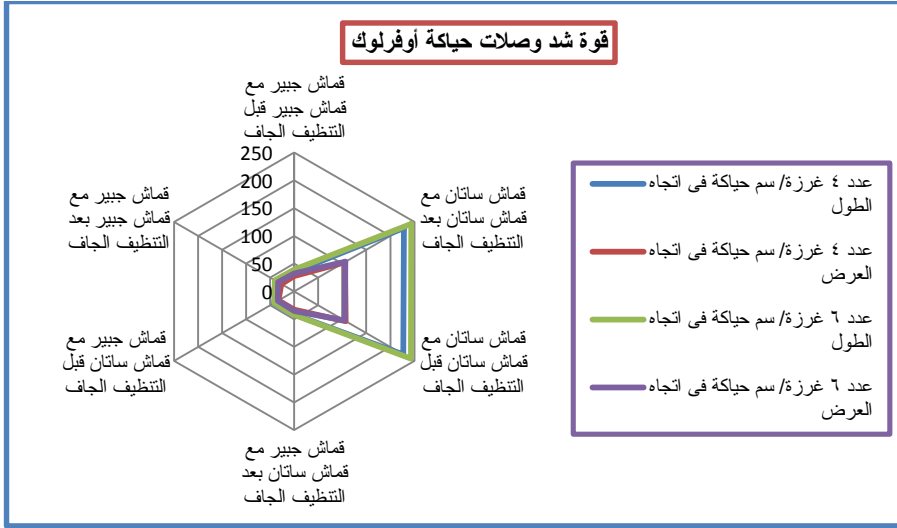 قوة شد وصلات حياكة أوفرلوك
قماش جبير مع
قماش جبير قبل
التنظيف الجاف
250
200
150
100
50
0
قماش ساتان مع
قماش ساتان بعد
التنظيف الجاف
قماش ساتان مع
قماش ساتان قبل
التنظيف الجاف
قماش جبير مع
قماش ساتان بعد
التنظيف الجاف
قماش جبير مع
قماش ساتان قبل
التنظيف الجاف
قماش جبير مع
قماش جبير بعد
التنظيف الجاف
عدد ٤ غرزة/ سم حياكة فى اتجاه
الطول
عدد ٤ غرزة/ سم حياكة فى اتجاه
العرض
عدد ٦ غرزة/ سم حياكة فى اتجاه
الطول
عدد ٦ غرزة/ سم حياكة فى اتجاه
العرض